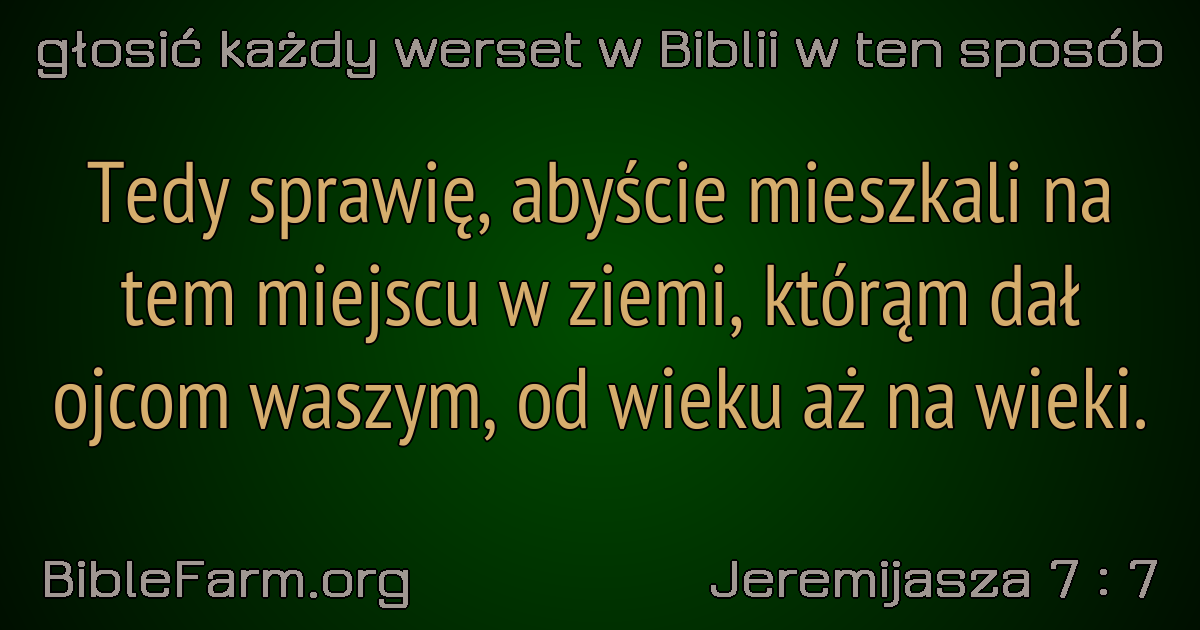 głosić każdy werset w Biblii w ten sposób
Tedy sprawię, abyście mieszkali na
tem miejscu w ziemi, którąm dał
ojcom waszym, od wieku aż na wieki.
BibleFarm.org
Jeremijasza 7 : 7